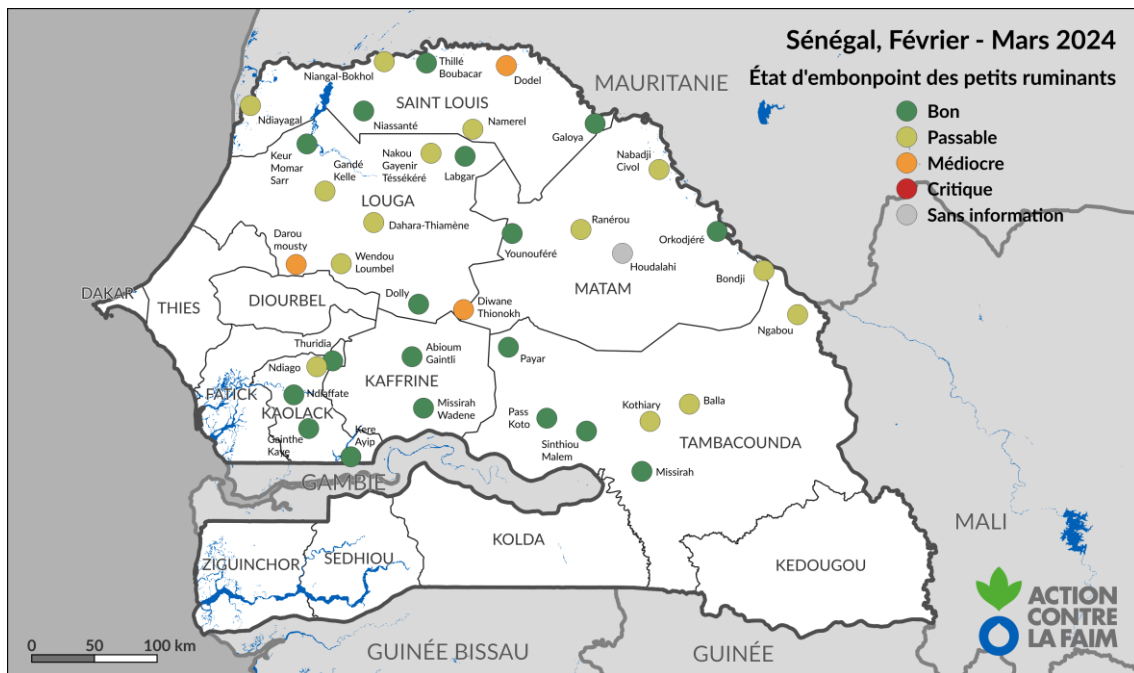 Sénégal, Février - Mars 2024
État d'embonpoint des petits ruminants
Bon
Passable
Médiocre
Critique
Sans information
MAURITANIE
Niangal-Bokhol
Thillé
Boubacar
Dodel
SAINT LOUIS
Ndiayagal
Niassanté
Namerel
Galoya
Keur
Momar
Sarr
Gandé
Kelle
Nakou
Gayenir
Téssékéré
Labgar
Nabadji
Civol
LOUGA
Dahara-Thiamène
Ranérou
Orkodjéré
Younouféré
Houdalahi
Darou
mousty
Wendou
Loumbel
Bondji
MATAM
DAKAR
THIES
DIOURBEL
Dolly
Diwane
Thionokh
Ngabou
Thuridia
Abioum
Gaintli
Payar
Ndiago
KAFFRINE
FATICK
Ndiaffate
KAOLACK
Missirah
Wadene
Pass
Koto
Kothiary
Balla
Gainthe
Kaye
Kere
Ayip
Sinthiou
Malem
TAMBACOUNDA
Missirah
GAMBIE
MALI
KOLDA
ZIGUINCHOR
SEDHIOU
KEDOUGOU
ACTION
CONTRE
LA FAIM
0 50 100 km
GUINÉE BISSAU
GUINÉE